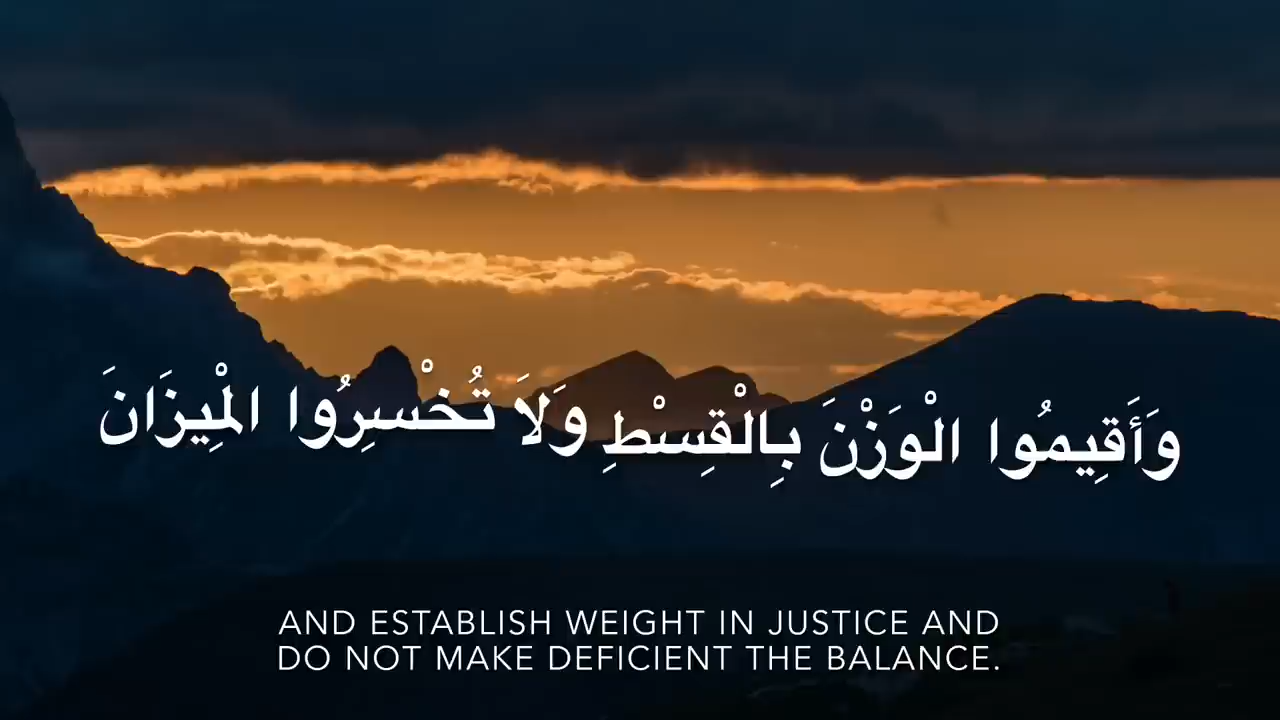 وَأَقِيمُوا الْوَزْنَ بِالْقِسْطِ وَلَا تُخْسِرُوا الْمِيزَانَ
AND ESTABLISH WEIGHT IN JUSTICE AND
DO NOT MAKE DEFICIENT THE BALANCE.